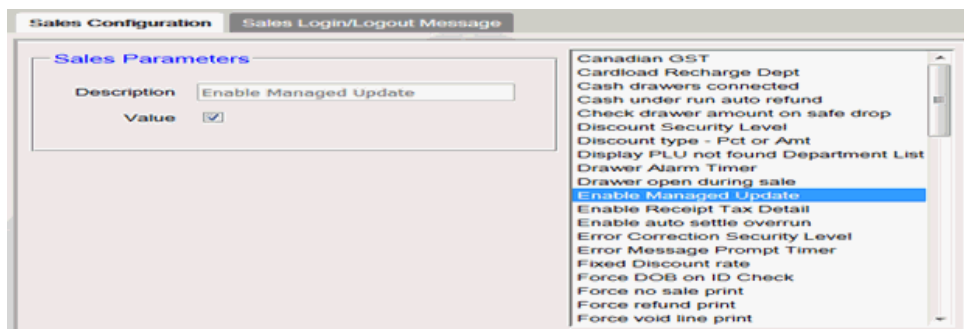 Sales Configuration
Sales Login/Logout Message
Sales Parameters
Description
Enable Managed Update
Value
Canadian GST
Cardload Recharge Dept
Cash drawers connected
Cash under run auto refund
Check drawer amount on safe drop
Discount Security Level
Discount type - Pct or Amt
Display PLU not found Department List
Drawer Alarm Timer
Drawer open during sale
Enable Managed Update
Enable Receipt Tax Detail
Enable auto settle overrun
Error Correction Security Level
Error Message Prompt Timer
Fixed Discount rate
Force DOB on ID Check
Force no sale print
Force refund print
Force void line print